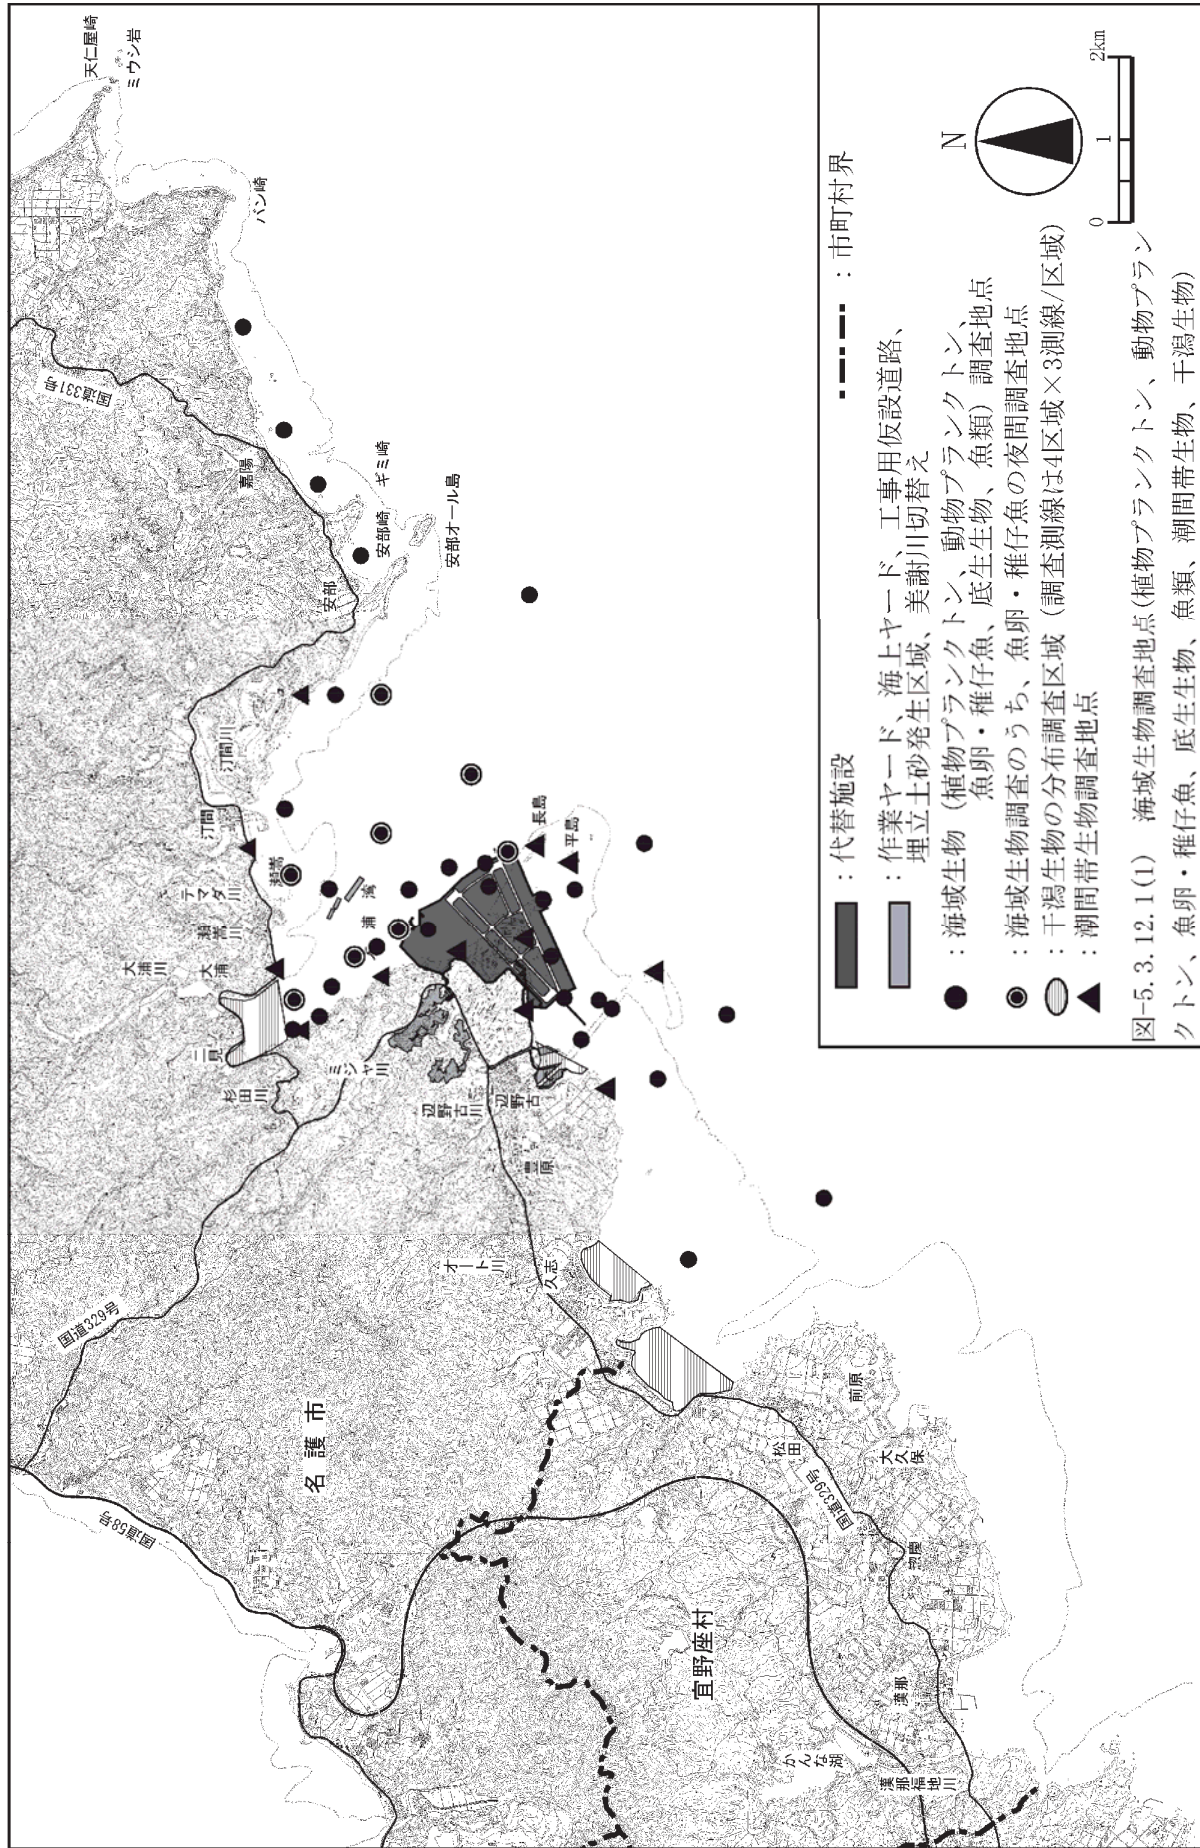 天仁屋崎
ミウシ岩
バン崎
国道331号
嘉陽
ギミ崎
安部崎
安部オール島
安部
汀間川
汀間
瀬嵩
テマダ川
瀬嵩川
大浦川
大浦
二見
杉田川
大
浦
湾
長島
平島
ミジャ川
辺野古川
辺野古
豊原
オート川
久志
国道329号
名護市
国道58号
宜野座村
前原
松田
大久保
国道329号
惣慶
漢那
かんな湖
漢那福地川
：代替施設
：市町村界
：作業ヤード、海上ヤード、工事用仮設道路、
埋立土砂発生区域、美謝川切替え
：海域生物（植物プランクトン、動物プランクトン、
魚卵・稚仔魚、底生生物、魚類）調査地点
：海域生物調査のうち、魚卵・稚仔魚の夜間調査地点
：干潟生物の分布調査区域（調査測線は4区域×3測線/区域）
：潮間帯生物調査地点
N
0 1 2km
図-5.3.12.1(1) 海域生物調査地点(植物プランクトン、動物プラン
クトン、魚卵・稚仔魚、底生生物、魚類、潮間帯生物、干潟生物)